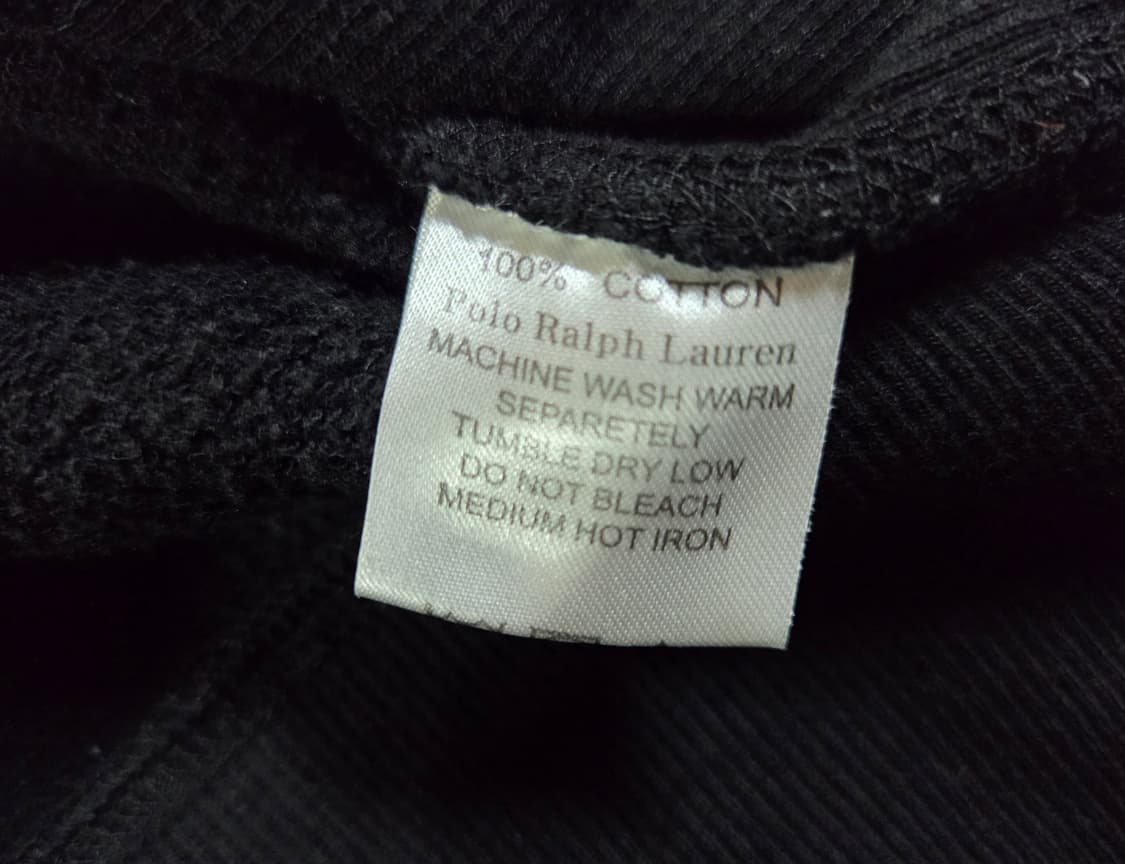 100% COTTON
Polo Ralph Lauren
MACHINE WASH WARM
SEPARETELY
TUMBLE DRY LOW
DO NOT BLEACH
MEDIUM HOT IRON